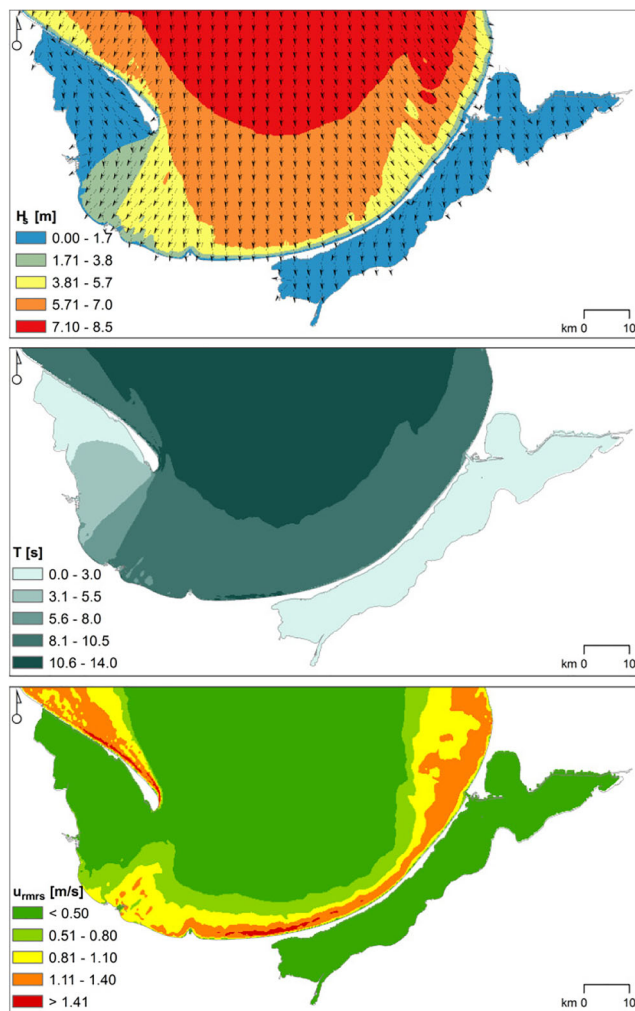 Hs [m]
0.00 - 1.7
1.71 - 3.8
3.81 - 5.7
5.71 - 7.0
7.10 - 8.5
km 0 10
T [s]
0.0 - 3.0
3.1 - 5.5
5.6 - 8.0
8.1 - 10.5
10.6 - 14.0
km 0 10
urmrs [m/s]
< 0.50
0.51 - 0.80
0.81 - 1.10
1.11 - 1.40
> 1.41
km 0 10